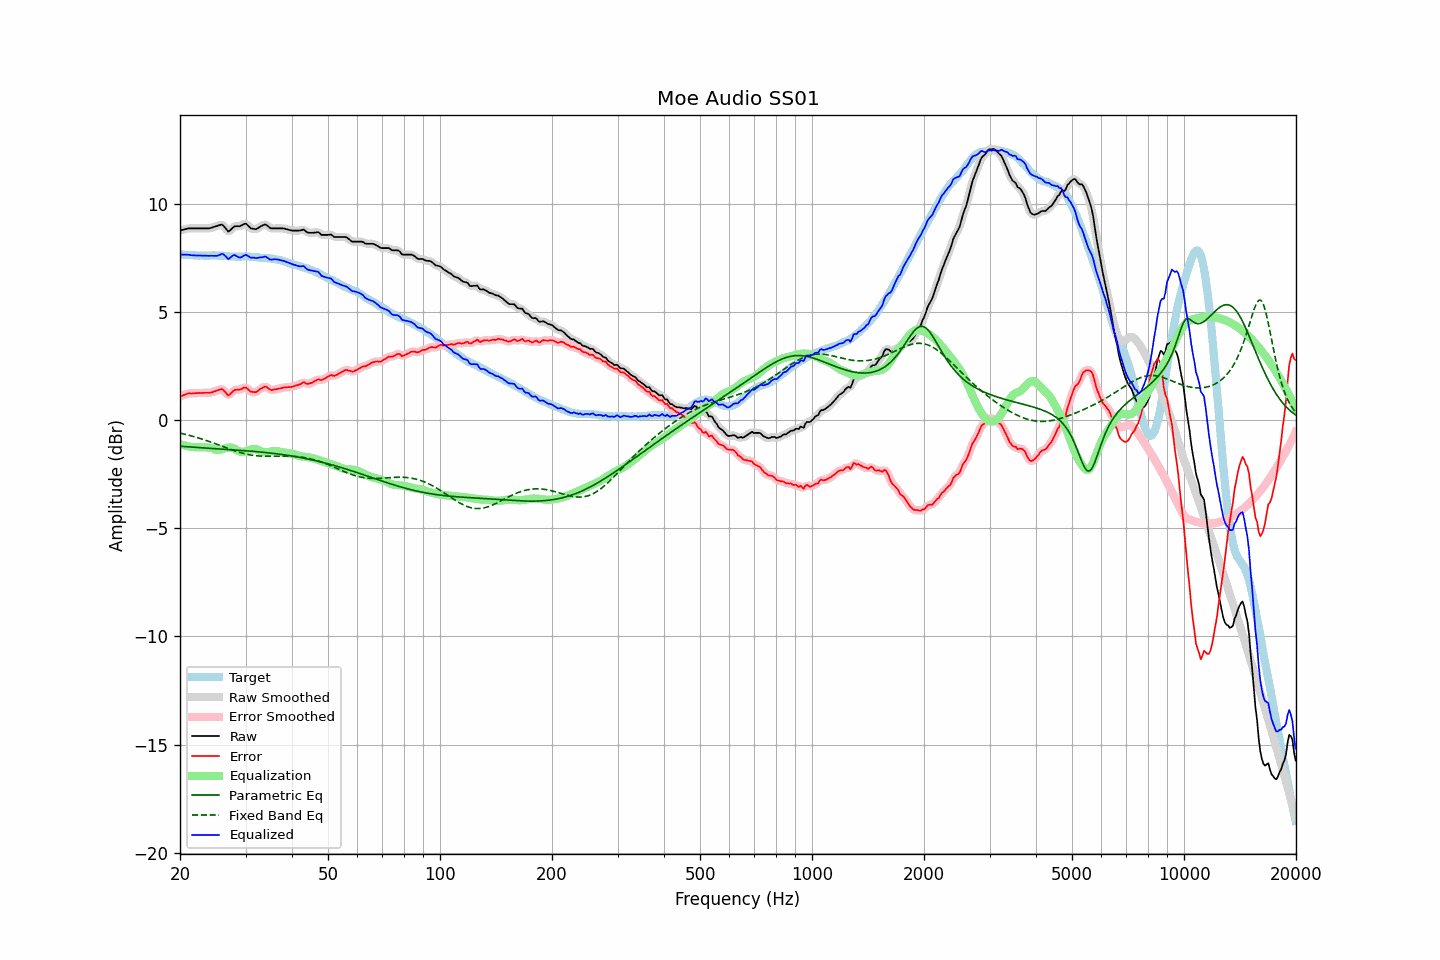 Moe Audio SS01
Amplitude (dBr)
10
5
0
−5
−10
−15
−20
Target
Raw Smoothed
Error Smoothed
Raw
Error
Equalization
Parametric Eq
Fixed Band Eq
Equalized
20 50 100 200 500 1000 2000 5000 10000 20000
Frequency (Hz)